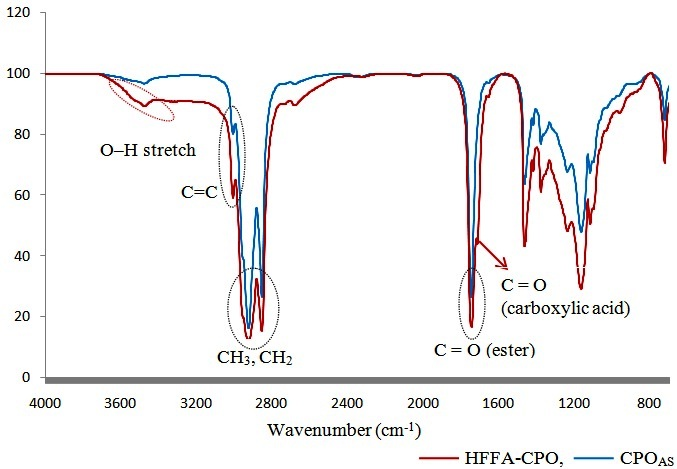 120
100
80
60
40
20
0
O–H stretch
C=C
CH3, CH2
C = O (ester)
C = O
(carboxylic acid)
4000 3600 3200 2800 2400 2000 1600 1200 800
Wavenumber (cm-1)
HFFA-CPO, CPOAS